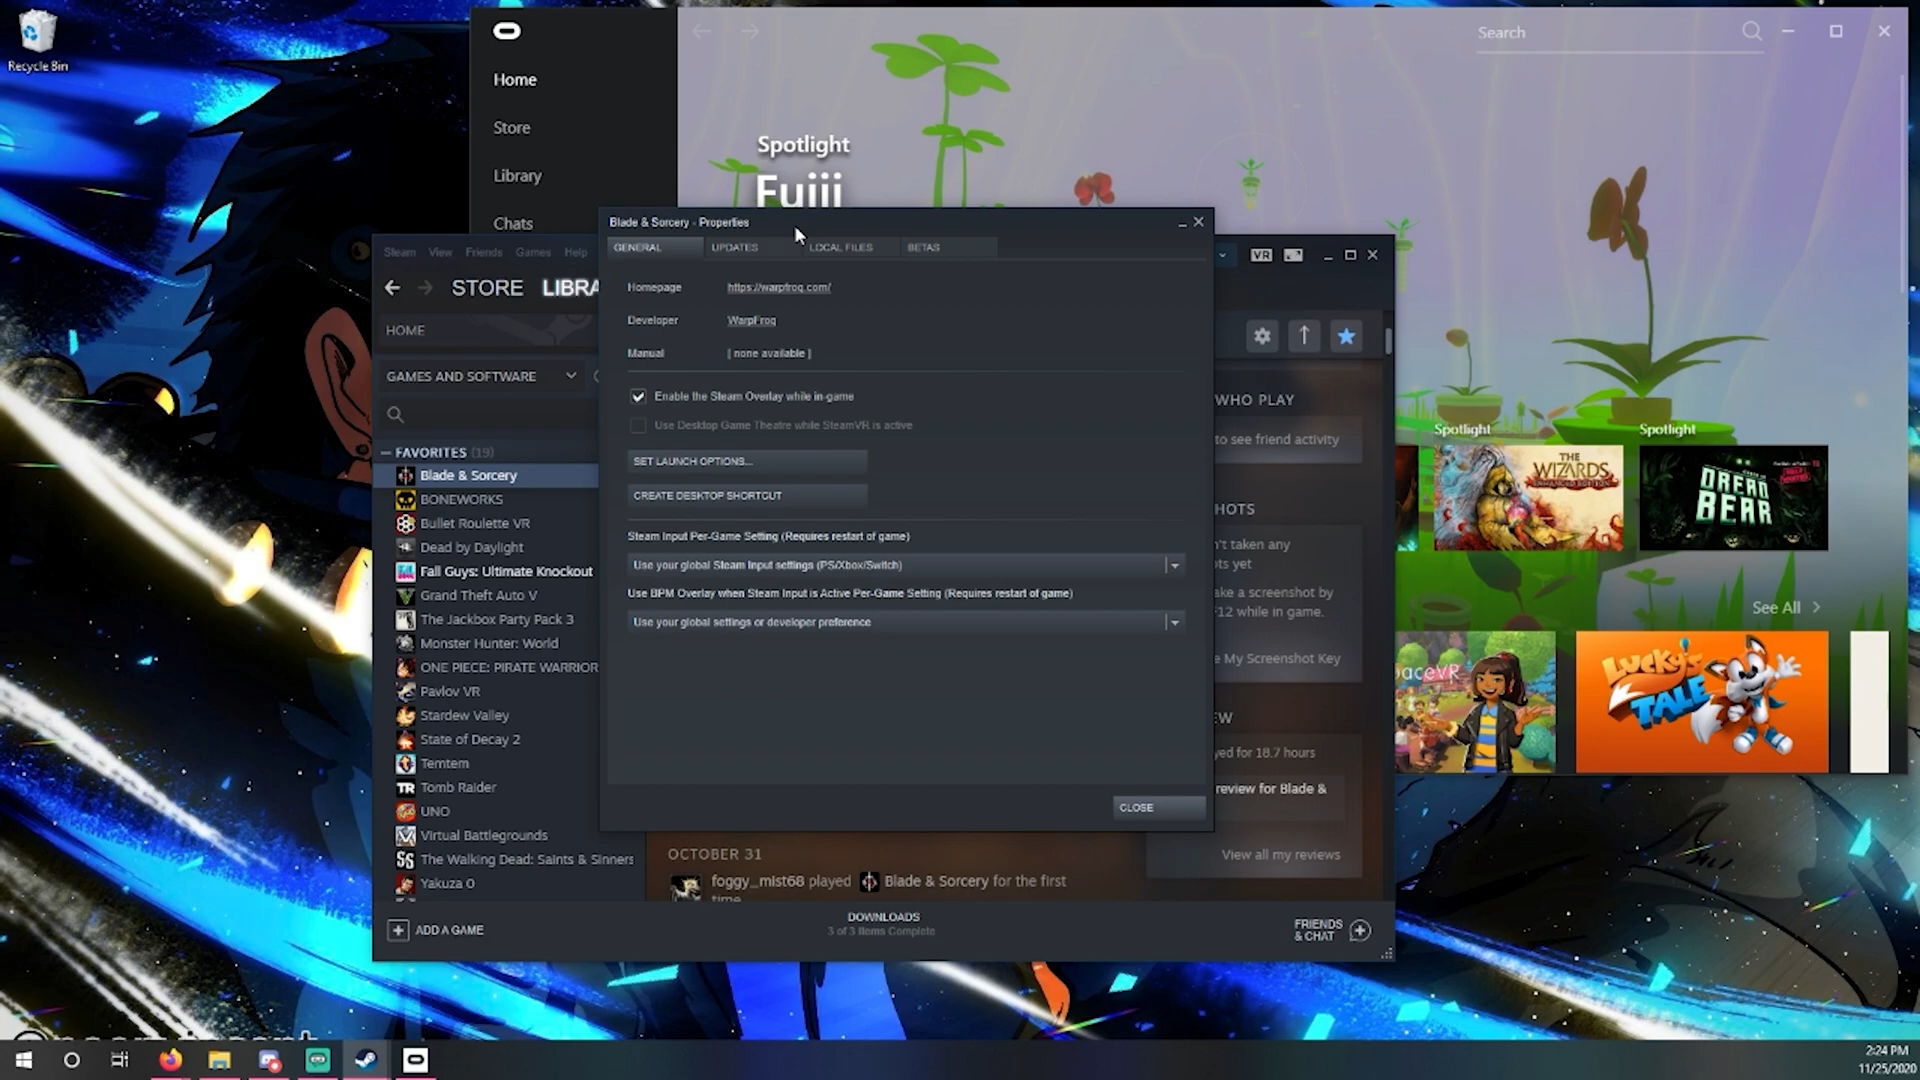 Recycle Bin
Home
Store
Library
Chats
Search
Spotlight
Fujii
Blade & Sorcery - Properties
GENERAL
UPDATES
LOCAL FILES
BETAS
Homepage
https://warpfrog.com/
Developer
WarpFrog
Manual
[ none available ]
Enable the Steam Overlay while in-game
Use Desktop Game Theatre while SteamVR is active
SET LAUNCH OPTIONS...
CREATE DESKTOP SHORTCUT
Steam Input Per-Game Setting (Requires restart of game)
Use your global Steam Input settings (PS/Xbox/Switch)
Use BPM Overlay when Steam Input is Active Per-Game Setting (Requires restart of game)
Use your global settings or developer preference
CLOSE
Steam View Friends Games Help
VR
STORE LIBRA
HOME
GAMES AND SOFTWARE
FAVORITES (19)
Blade & Sorcery
BONEWORKS
Bullet Roulette VR
Dead by Daylight
Fall Guys: Ultimate Knockout
Grand Theft Auto V
The Jackbox Party Pack 3
Monster Hunter: World
ONE PIECE: PIRATE WARRIOR
Pavlov VR
Stardew Valley
State of Decay 2
Temtem
Tomb Raider
UNO
Virtual Battlegrounds
The Walking Dead: Saints & Sinners
Yakuza 0
WHO PLAY
to see friend activity
HOTS
n't taken any
ots yet
ake a screenshot by
F12 while in game.
e My Screenshot Key
EW
yed for 18.7 hours
review for Blade &
View all my reviews
OCTOBER 31
foggy_mist68 played Blade & Sorcery for the first
time
ADD A GAME
DOWNLOADS
3 of 3 Items Complete
FRIENDS
& CHAT
Spotlight
THE
WIZARDS
ENHANCED EDITION
Spotlight
DREAD
BEAR
See All
aceVR
LUCKY'S
TALE
2:24 PM
11/25/2020